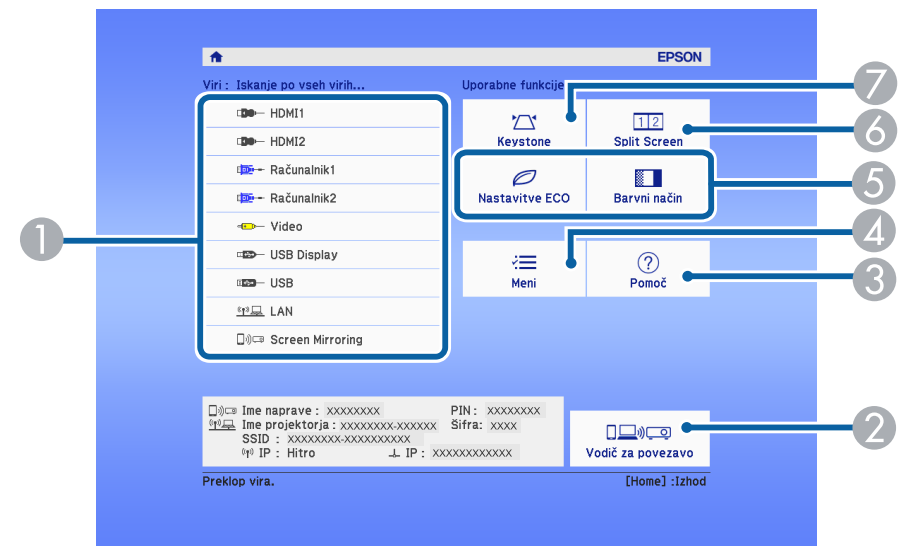 EPSON
Viri : Iskanje po vseh virih...
Uporabne funkcije
HDMI1
HDMI2
Računalnik1
Računalnik2
Video
USB Display
USB
LAN
Screen Mirroring
Keystone
Split Screen
1 2
Nastavitve ECO
Barvni način
Meni
Pomoč
?
7
6
5
4
3
1
2
Ime naprave : XXXXXXXX
PIN : XXXXXXXX
Ime projektorja : XXXXXXXX-XXXXXX
Šifra: XXXX
SSID : XXXXXXXX-XXXXXXXXXX
IP : Hitro
IP : XXXXXXXXXXXX
Vodič za povezavo
Preklop vira.
[Home] :Izhod